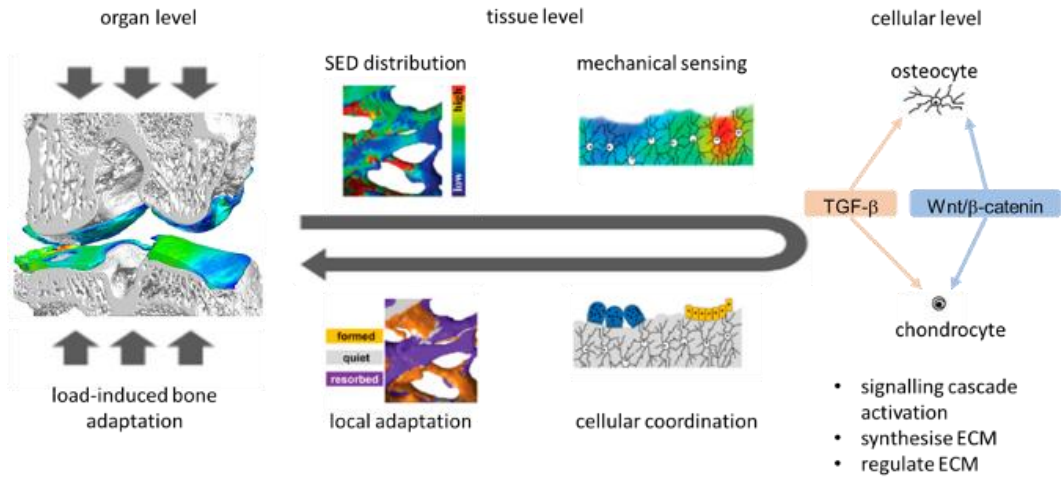 organ level
tissue level
cellular level
SED distribution
mechanical sensing
osteocyte
high
low
TGF-β
Wnt/β-catenin
formed
quiet
resorbed
chondrocyte
load-induced bone
adaptation
local adaptation
cellular coordination
• signalling cascade
activation
• synthesise ECM
• regulate ECM